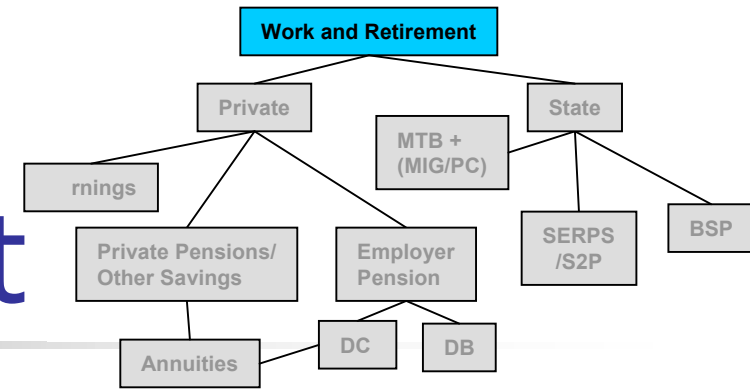 Work and Retirement
Private
State
MTB +
(MIG/PC)
rnings
Private Pensions/
Other Savings
Employer
Pension
SERPS
/S2P
BSP
t
Annuities
DC
DB